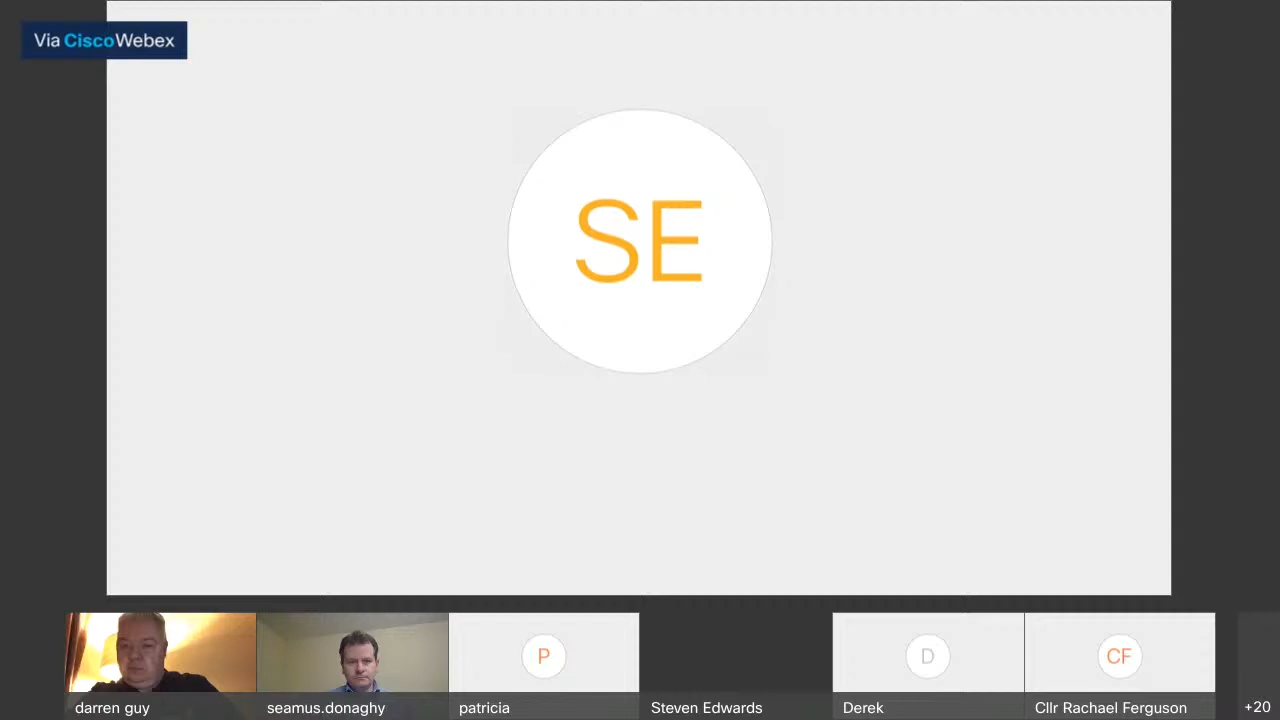 Via CiscoWebex
SE
P
D
CF
darren guy
seamus.donaghy
patricia
Steven Edwards
Derek
Cllr Rachael Ferguson
+20